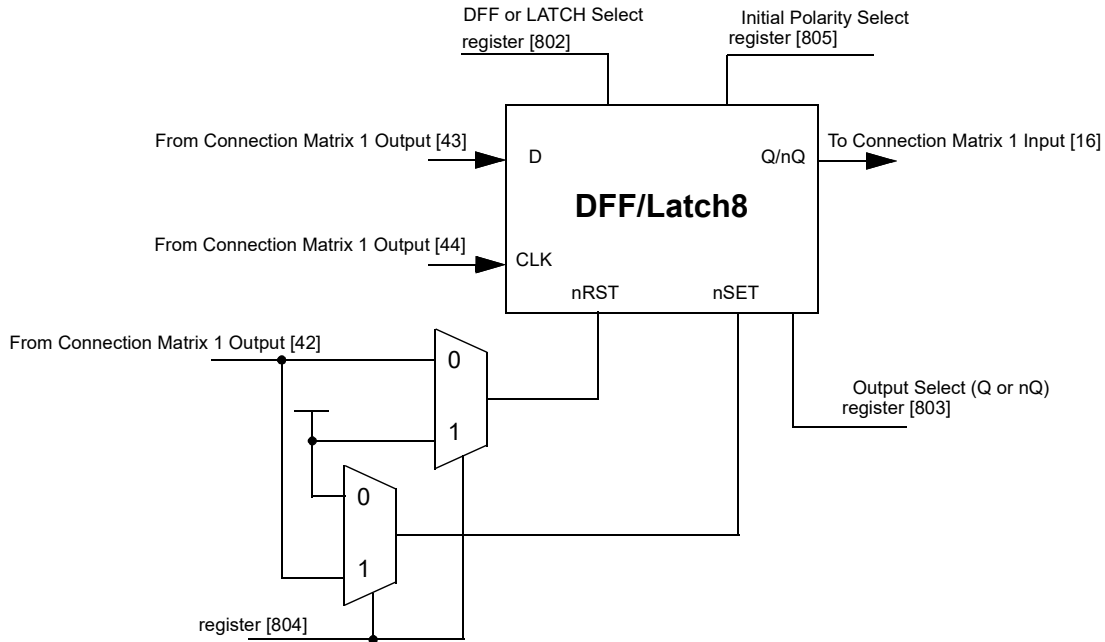 DFF or LATCH Select
register [802]
Initial Polarity Select
register [805]
From Connection Matrix 1 Output [43]
D
Q/nQ
To Connection Matrix 1 Input [16]
DFF/Latch8
From Connection Matrix 1 Output [44]
CLK
nRST
nSET
From Connection Matrix 1 Output [42]
0
1
Output Select (Q or nQ)
register [803]
0
1
register [804]